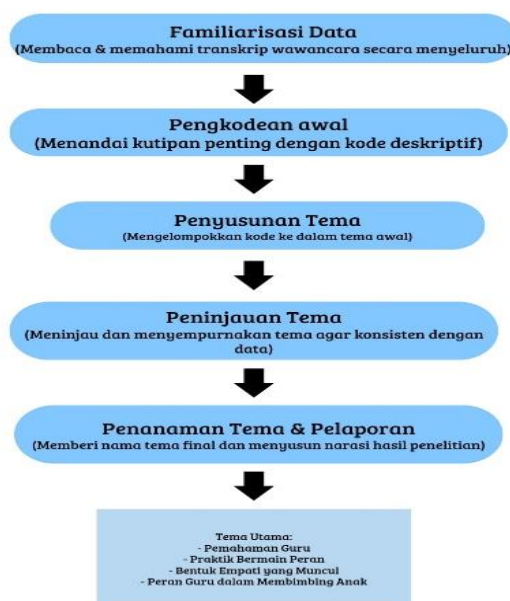 Familiarisasi Data
(Membaca & memahami transkrip wawancara secara menyeluruh)
Pengkodean awal
(Menandai kutipan penting dengan kode deskriptif)
Penyusunan Tema
(Mengelompokkan kode ke dalam tema awal)
Peninjauan Tema
(Meninjau dan menyempurnakan tema agar konsisten dengan
data)
Penanaman Tema & Pelaporan
(Memberi nama tema final dan menyusun narasi hasil penelitian)
Tema Utama:
- Pemahaman Guru
- Praktik Bermain Peran
- Bentuk Empati yang Muncul
- Peran Guru dalam Membimbing Anak